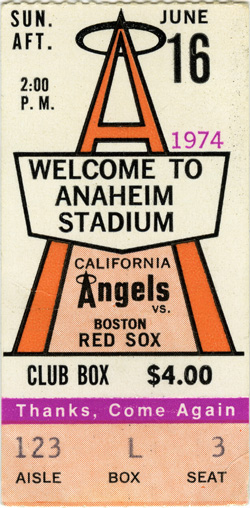 SUN. JUNE
AFT. 16
2:00
P. M.
1974
WELCOME TO
ANAHEIM
STADIUM
CALIFORNIA
Angels
VS.
BOSTON
RED SOX
CLUB BOX $4.00
Thanks, Come Again
123 L 3
AISLE BOX SEAT